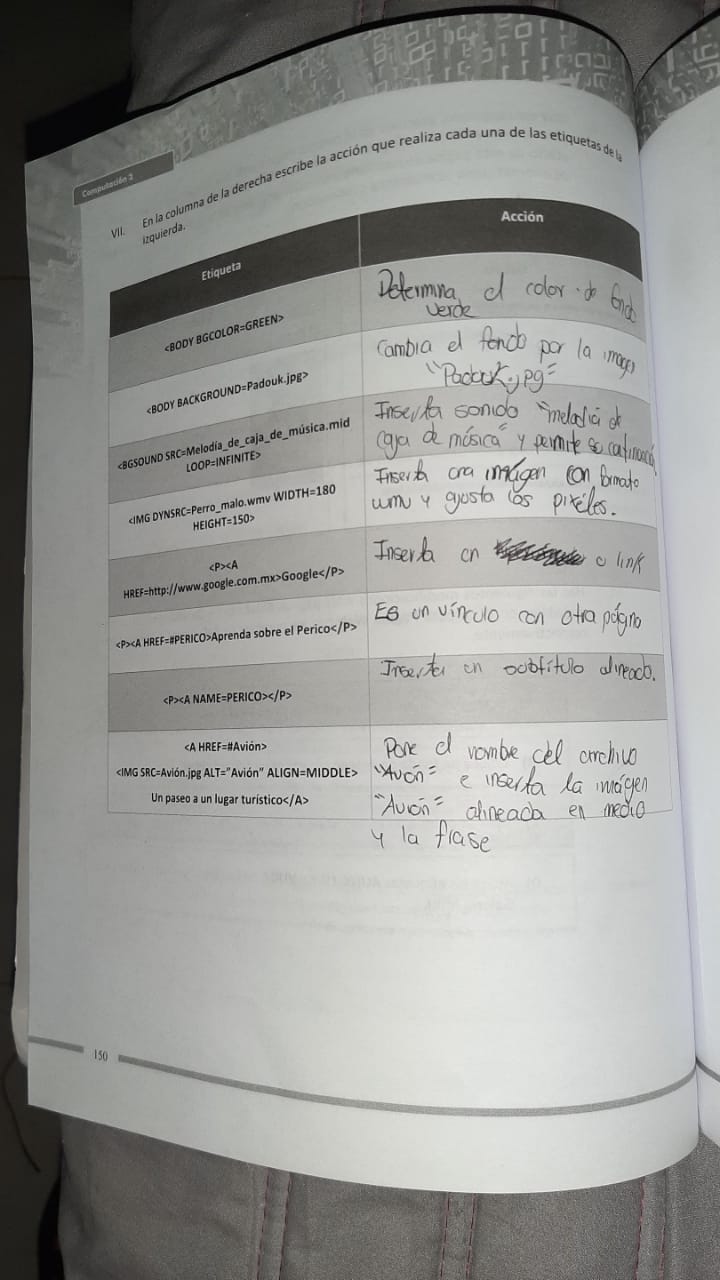 Computación 2
VII. En la columna de la derecha escribe la acción que realiza cada una de las etiquetas de la
izquierda.
Etiqueta
Acción
<BODY BGCOLOR=GREEN>
Determina el color de fondo
verde
<BODY BACKGROUND=Padouk.jpg>
Cambia el fondo por la imagen
"Padouk.jpg"
<BGSOUND SRC=Melodía_de_caja_de_música.mid
LOOP=INFINITE>
Inserta sonido "melodía de
caja de música" y permite su continuación
<IMG DYNSRC=Perro_malo.wmv WIDTH=180
HEIGHT=150>
Inserta una imágen con formato
wmv y ajusta los pixéles.
<P><A
HREF=http://www.google.com.mx>Google</P>
Inserta un o link
<P><A HREF=#PERICO>Aprenda sobre el Perico</P>
Es un vínculo con otra página
<P><A NAME=PERICO></P>
Inserta un subtítulo alineado.
<A HREF=#Avión>
<IMG SRC=Avión.jpg ALT="Avión" ALIGN=MIDDLE>
Un paseo a un lugar turístico</A>
Pone el nombre del archivo
"Avión" e inserta la imágen
"Avión" alineada en medio
y la frase
150